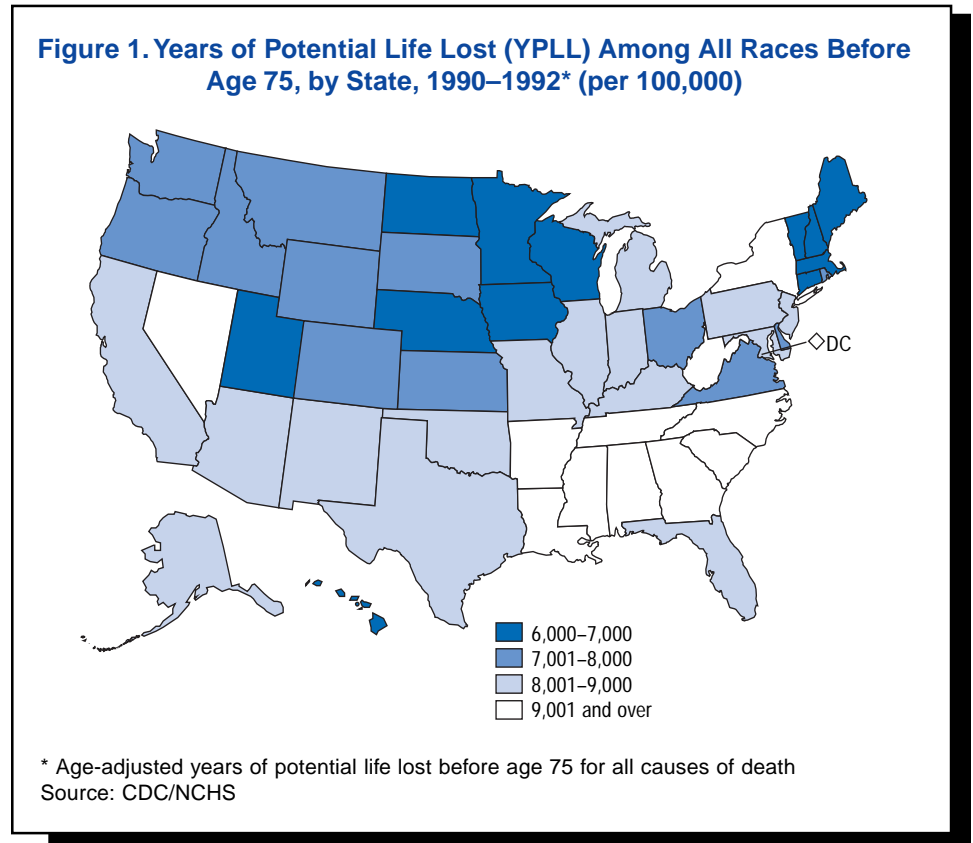 Figure 1. Years of Potential Life Lost (YPLL) Among All Races Before
Age 75, by State, 1990–1992* (per 100,000)
DC
6,000–7,000
7,001–8,000
8,001–9,000
9,001 and over
* Age-adjusted years of potential life lost before age 75 for all causes of death
Source: CDC/NCHS